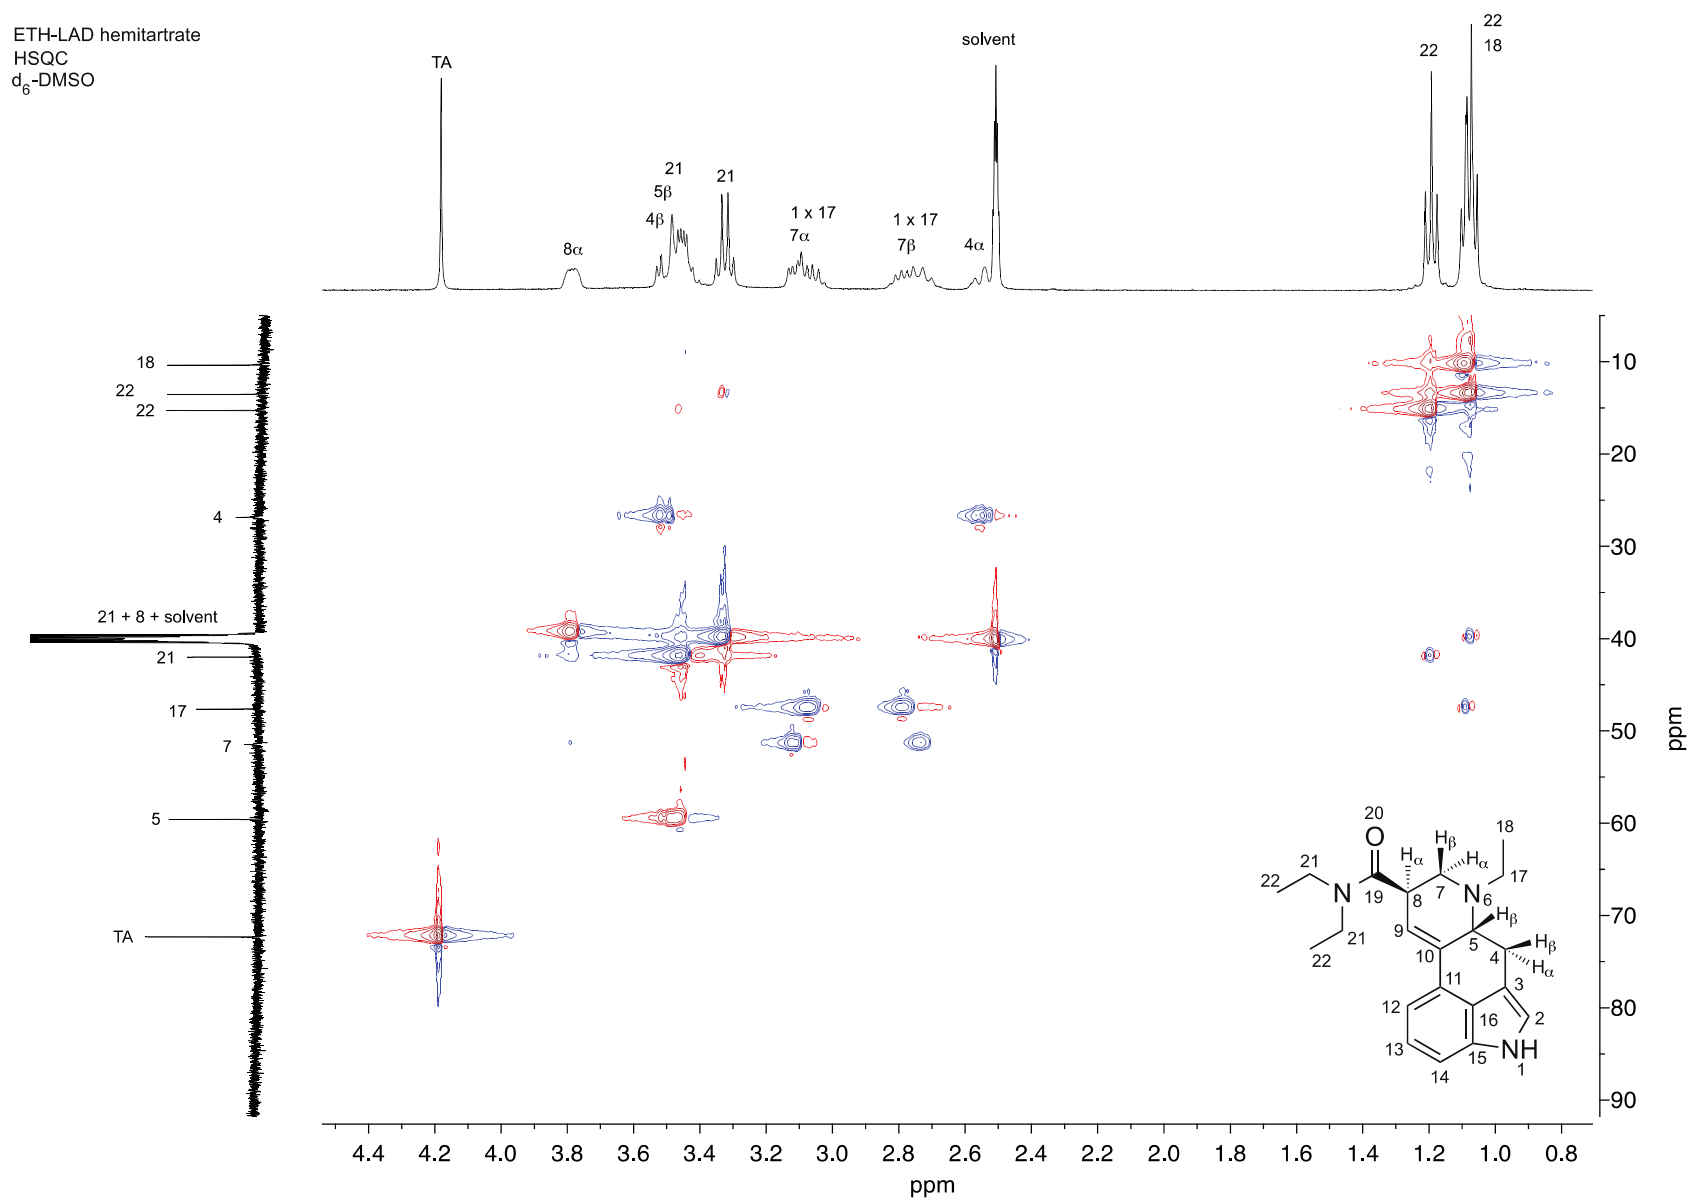 ETH-LAD hemitartrate
HSQC
d6-DMSO
TA
8α
4β
5β
21
21
1 x 17
7α
1 x 17
7β
4α
solvent
22
22
18
18
22
22
4
21 + 8 + solvent
21
17
7
5
TA
10
20
30
40
50
60
70
80
90
ppm
4.4 4.2 4.0 3.8 3.6 3.4 3.2 3.0 2.8 2.6 2.4 2.2 2.0 1.8 1.6 1.4 1.2 1.0 0.8
ppm
20
O
18
Hβ
Hα
Hα
21
22
17
N
19
8
7
N
6
Hβ
21
9
5
Hβ
22
10
4
Hα
11
3
12
16
2
13
15
NH
14
1